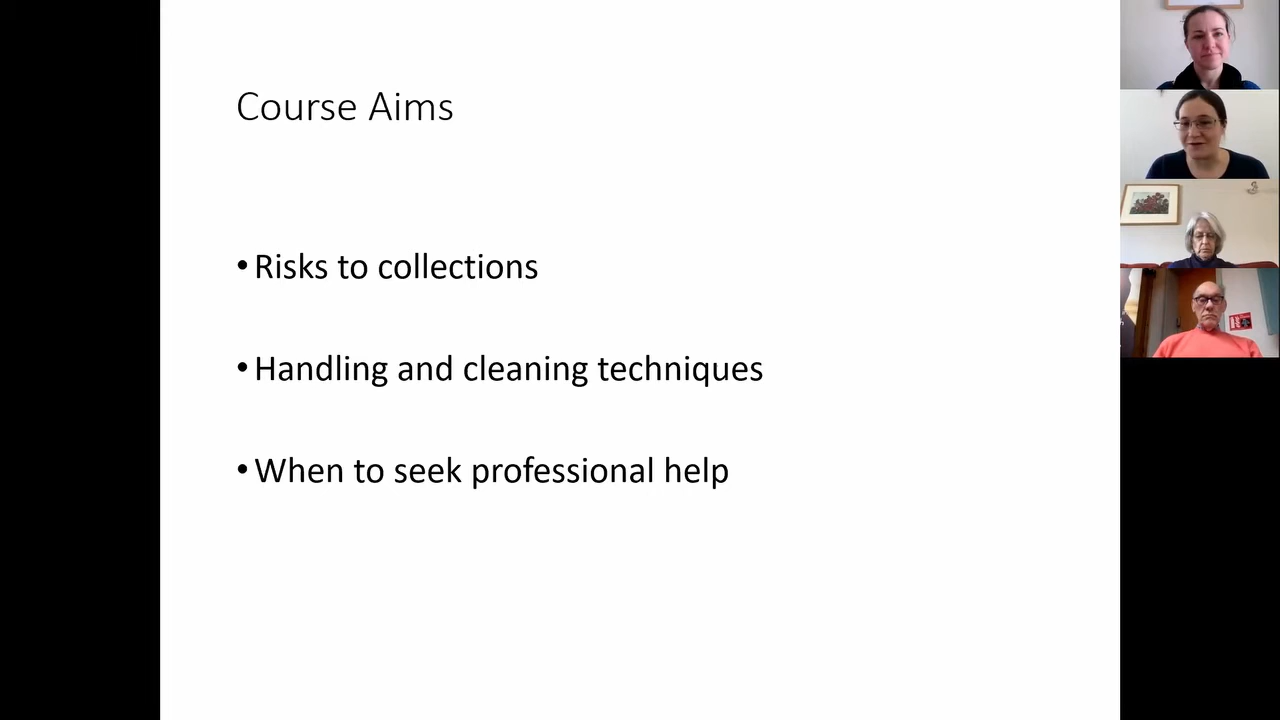 Course Aims
• Risks to collections
• Handling and cleaning techniques
• When to seek professional help